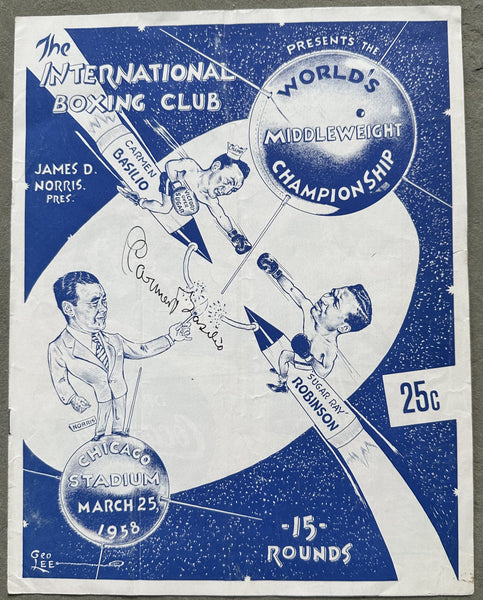 The
INTERNATIONAL
BOXING CLUB
PRESENTS THE
WORLD'S
MIDDLEWEIGHT
CHAMPIONSHIP
JAMES D.
NORRIS.
PRES.
CARMEN
BASILIO
Carmen Basilio
SUGAR RAY
ROBINSON
25¢
NORRIS
CHICAGO
STADIUM
MARCH 25,
1958
-15-
ROUNDS
GEO
LEE